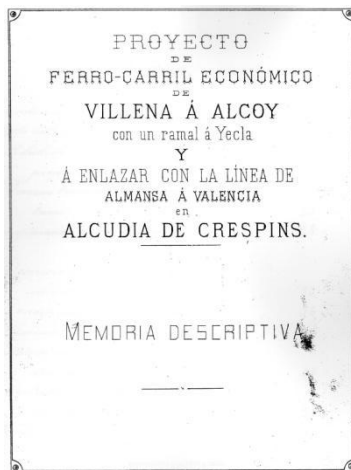 PROYECTO
DE
FERRO-CARRIL ECONÓMICO
DE
VILLENA Á ALCOY
con un ramal á Yecla
Y
Á ENLAZAR CON LA LÍNEA DE
ALMANSA Á VALENCIA
en
ALCUDIA DE CRESPINS.
MEMORIA DESCRIPTIVA